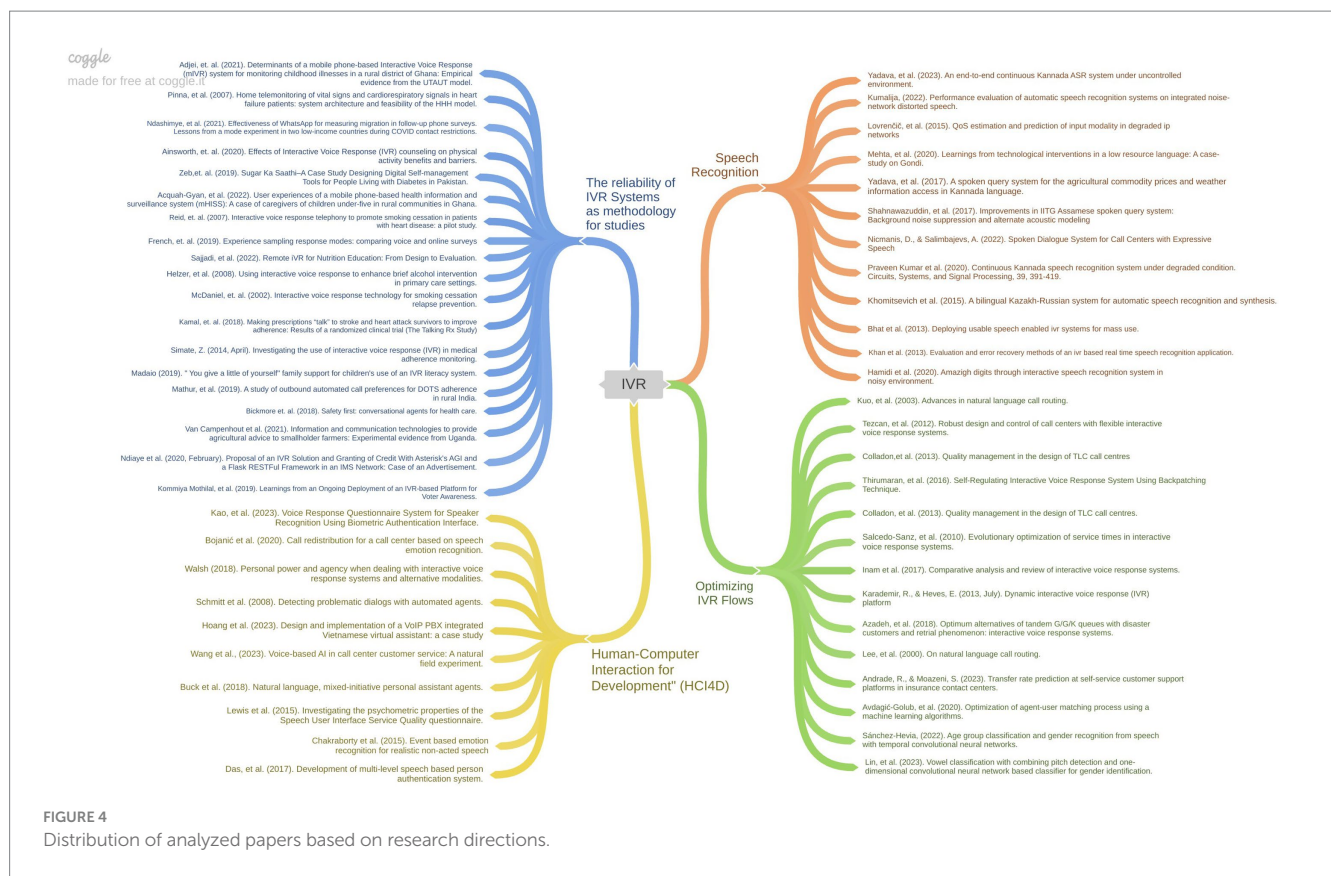 coggle
made for free at coggle.it
Adjei, et. al. (2021). Determinants of a mobile phone-based Interactive Voice Response
(mIVR) system for monitoring childhood illnesses in a rural district of Ghana: Empirical
evidence from the UTAUT model.
Pinna, et al. (2007). Home telemonitoring of vital signs and cardiorespiratory signals in heart
failure patients: system architecture and feasibility of the HHH model.
Ndashimye, et al. (2021). Effectiveness of WhatsApp for measuring migration in follow-up phone surveys.
Lessons from a mode experiment in two low-income countries during COVID contact restrictions.
Ainsworth, et. al. (2020). Effects of Interactive Voice Response (IVR) counseling on physical
activity benefits and barriers.
Zeb,et. al. (2019). Sugar Ka Saathi–A Case Study Designing Digital Self-management
Tools for People Living with Diabetes in Pakistan.
Acquah-Gyan, et al. (2022). User experiences of a mobile phone-based health information and
surveillance system (mHISS): A case of caregivers of children under-five in rural communities in Ghana.
Reid, et. al. (2007). Interactive voice response telephony to promote smoking cessation in patients
with heart disease: a pilot study.
French, et. al. (2019). Experience sampling response modes: comparing voice and online surveys
Sajjadi, et al. (2022). Remote iVR for Nutrition Education: From Design to Evaluation.
Helzer, et al. (2008). Using interactive voice response to enhance brief alcohol intervention
in primary care settings.
McDaniel, et. al. (2002). Interactive voice response technology for smoking cessation
relapse prevention.
Kamal, et. al. (2018). Making prescriptions "talk" to stroke and heart attack survivors to improve
adherence: Results of a randomized clinical trial (The Talking Rx Study)
Simate, Z. (2014, April). Investigating the use of interactive voice response (IVR) in medical
adherence monitoring.
Madaio (2019). " You give a little of yourself" family support for children's use of an IVR literacy system.
Mathur, et al. (2019). A study of outbound automated call preferences for DOTS adherence
in rural India.
Bickmore et. al. (2018). Safety first: conversational agents for health care.
Van Campenhout et al. (2021). Information and communication technologies to provide
agricultural advice to smallholder farmers: Experimental evidence from Uganda.
Ndiaye et al. (2020, February). Proposal of an IVR Solution and Granting of Credit With Asterisk's AGI and
a Flask RESTFul Framework in an IMS Network: Case of an Advertisement.
Kommiya Mothilal, et al. (2019). Learnings from an Ongoing Deployment of an IVR-based Platform for
Voter Awareness.
The reliability of
IVR Systems
as methodology
for studies
Kao, et al. (2023). Voice Response Questionnaire System for Speaker
Recognition Using Biometric Authentication Interface.
Bojanić et al. (2020). Call redistribution for a call center based on speech
emotion recognition.
Walsh (2018). Personal power and agency when dealing with interactive voice
response systems and alternative modalities.
Schmitt et al. (2008). Detecting problematic dialogs with automated agents.
Hoang et al. (2023). Design and implementation of a VoIP PBX integrated
Vietnamese virtual assistant: a case study
Wang et al., (2023). Voice-based AI in call center customer service: A natural
field experiment.
Buck et al. (2018). Natural language, mixed-initiative personal assistant agents.
Lewis et al. (2015). Investigating the psychometric properties of the
Speech User Interface Service Quality questionnaire.
Chakraborty et al. (2015). Event based emotion
recognition for realistic non-acted speech
Das, et al. (2017). Development of multi-level speech based person
authentication system.
Human-Computer
Interaction for
Development" (HCI4D)
IVR
Speech
Recognition
Yadava, et al. (2023). An end-to-end continuous Kannada ASR system under uncontrolled
environment.
Kumalija, (2022). Performance evaluation of automatic speech recognition systems on integrated noise-
network distorted speech.
Lovrenčič, et al. (2015). QoS estimation and prediction of input modality in degraded ip
networks
Mehta, et al. (2020). Learnings from technological interventions in a low resource language: A case-
study on Gondi.
Yadava, et al. (2017). A spoken query system for the agricultural commodity prices and weather
information access in Kannada language.
Shahnawazuddin, et al. (2017). Improvements in IITG Assamese spoken query system:
Background noise suppression and alternate acoustic modeling
Nicmanis, D., & Salimbajevs, A. (2022). Spoken Dialogue System for Call Centers with Expressive
Speech
Praveen Kumar et al. (2020). Continuous Kannada speech recognition system under degraded condition.
Circuits, Systems, and Signal Processing, 39, 391-419.
Khomitsevich et al. (2015). A bilingual Kazakh-Russian system for automatic speech recognition and synthesis.
Bhat et al. (2013). Deploying usable speech enabled ivr systems for mass use.
Khan et al. (2013). Evaluation and error recovery methods of an ivr based real time speech recognition application.
Hamidi et al. (2020). Amazigh digits through interactive speech recognition system in
noisy environment.
Kuo, et al. (2003). Advances in natural language call routing.
Tezcan, et al. (2012). Robust design and control of call centers with flexible interactive
voice response systems.
Colladon,et al. (2013). Quality management in the design of TLC call centres
Thirumaran, et al. (2016). Self-Regulating Interactive Voice Response System Using Backpatching
Technique.
Colladon, et al. (2013). Quality management in the design of TLC call centres.
Salcedo-Sanz, et al. (2010). Evolutionary optimization of service times in interactive
voice response systems.
Inam et al. (2017). Comparative analysis and review of interactive voice response systems.
Karademir, R., & Heves, E. (2013, July). Dynamic interactive voice response (IVR)
platform
Azadeh, et al. (2018). Optimum alternatives of tandem G/G/K queues with disaster
customers and retrial phenomenon: interactive voice response systems.
Lee, et al. (2000). On natural language call routing.
Andrade, R., & Moazeni, S. (2023). Transfer rate prediction at self-service customer support
platforms in insurance contact centers.
Avdagić-Golub, et al. (2020). Optimization of agent-user matching process using a
machine learning algorithms.
Sánchez-Hevia, (2022). Age group classification and gender recognition from speech
with temporal convolutional neural networks.
Lin, et al. (2023). Vowel classification with combining pitch detection and one-
dimensional convolutional neural network based classifier for gender identification.
Optimizing
IVR Flows
FIGURE 4
Distribution of analyzed papers based on research directions.